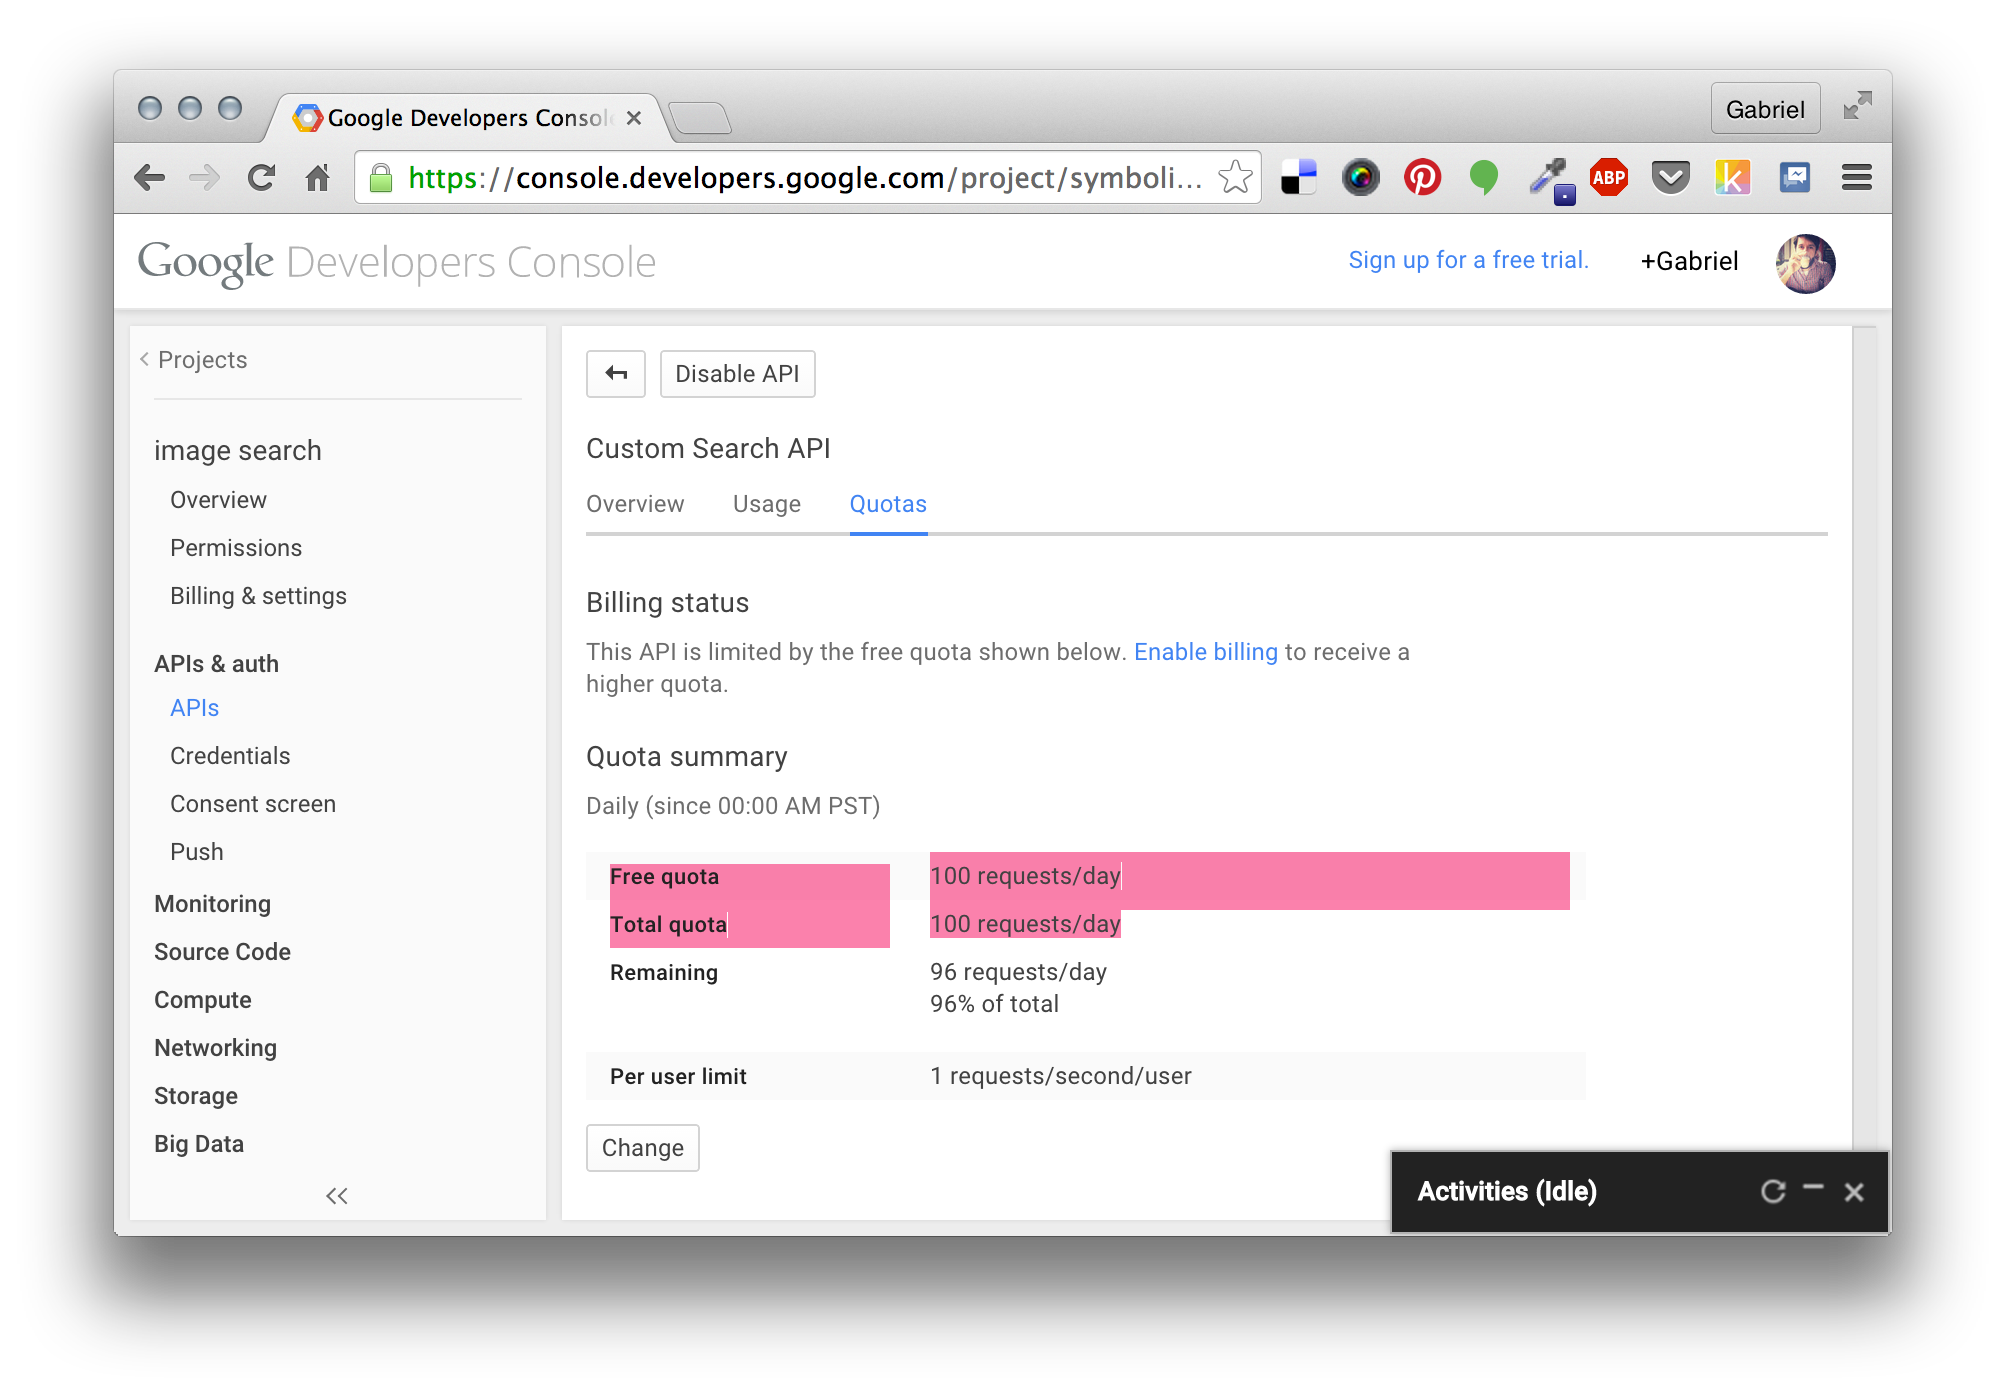 Google Developers Consol
Gabriel
https://console.developers.google.com/project/symboli...
ABP
k
Google Developers Console
Sign up for a free trial.
+Gabriel
Projects
image search
Overview
Permissions
Billing & settings
APIs & auth
APIs
Credentials
Consent screen
Push
Monitoring
Source Code
Compute
Networking
Storage
Big Data
Disable API
Custom Search API
Overview Usage Quotas
Billing status
This API is limited by the free quota shown below. Enable billing to receive a
higher quota.
Quota summary
Daily (since 00:00 AM PST)
Free quota 100 requests/day
Total quota 100 requests/day
Remaining 96 requests/day
96% of total
Per user limit 1 requests/second/user
Change
Activities (Idle)